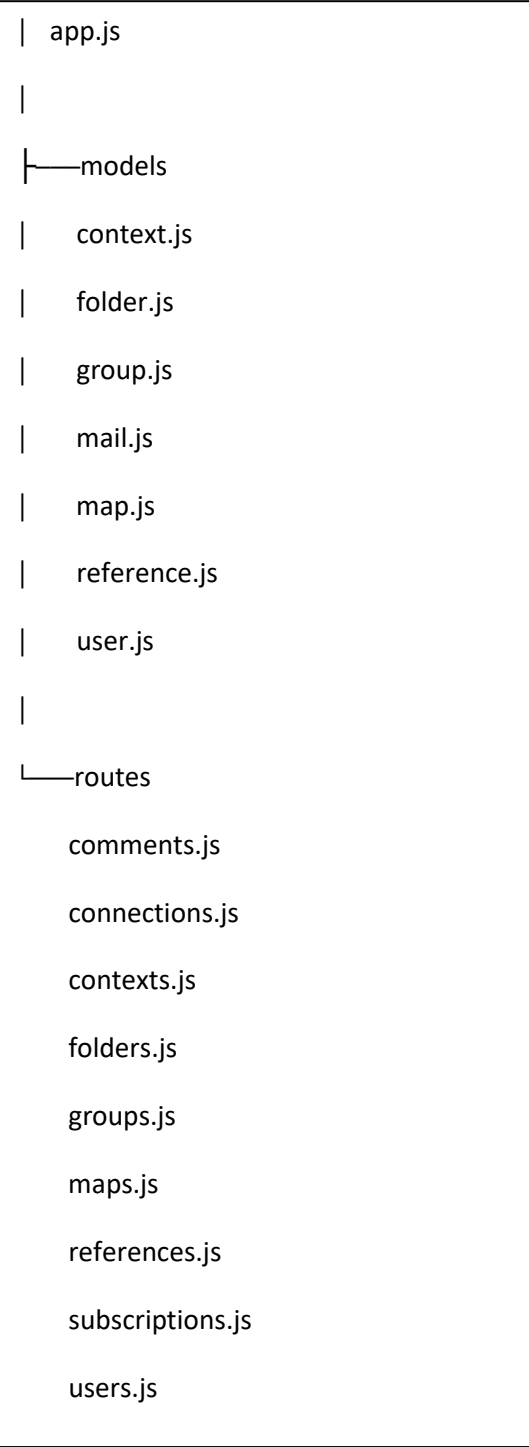 │   app.js
│
├───models
│       context.js
│       folder.js
│       group.js
│       mail.js
│       map.js
│       reference.js
│       user.js
│
└───routes
        comments.js
        connections.js
        contexts.js
        folders.js
        groups.js
        maps.js
        references.js
        subscriptions.js
        users.js